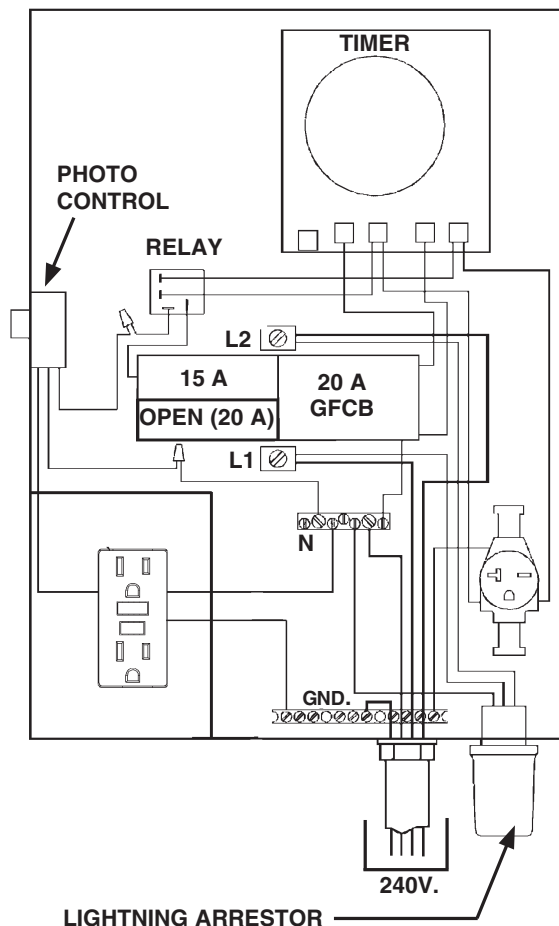 TIMER
PHOTO
CONTROL
RELAY
L2
15 A
20 A
GFCB
OPEN (20 A)
L1
N
GND.
240V.
LIGHTNING ARRESTOR